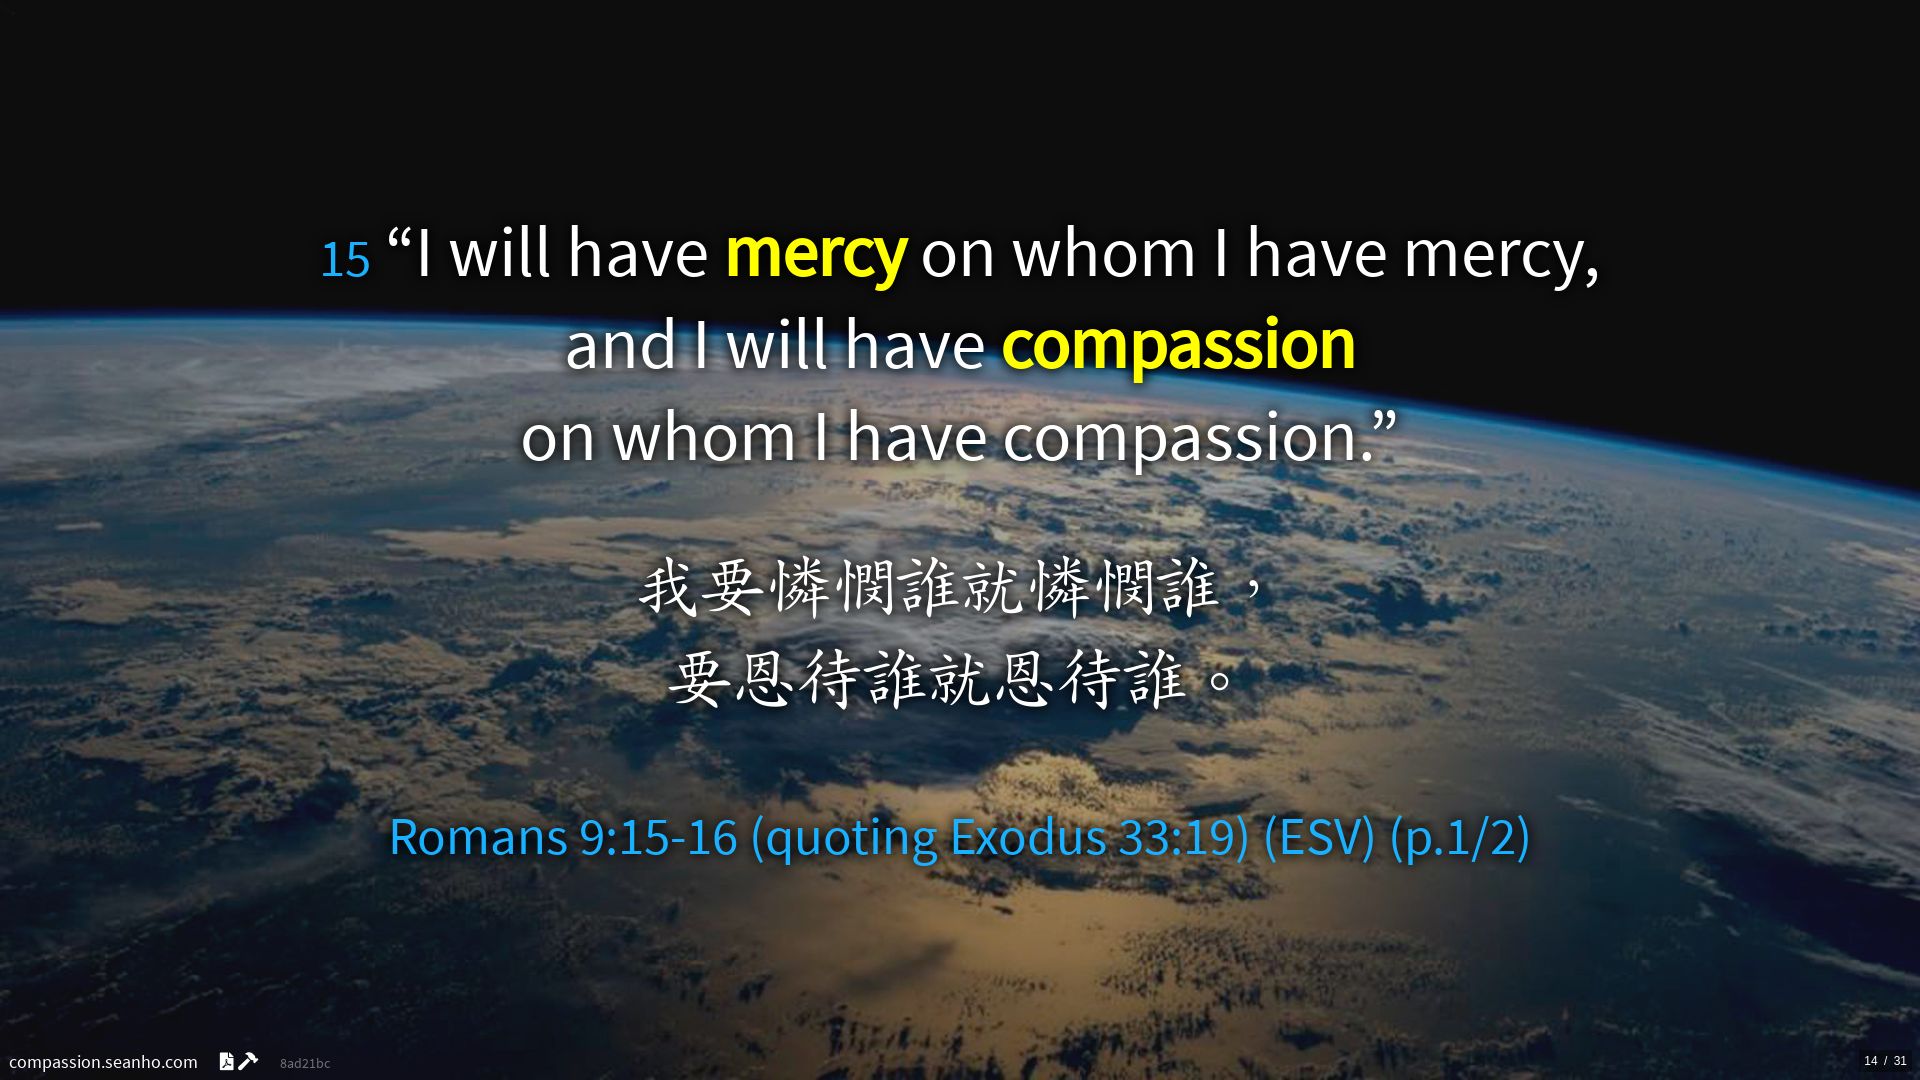 15 “I will have mercy on whom I have mercy,
and I will have compassion
on whom I have compassion.”
我要憐憫誰就憐憫誰，
要恩待誰就恩待誰。
Romans 9:15-16 (quoting Exodus 33:19) (ESV) (p.1/2)
compassion.seanho.com 8ad21bc
14 / 31